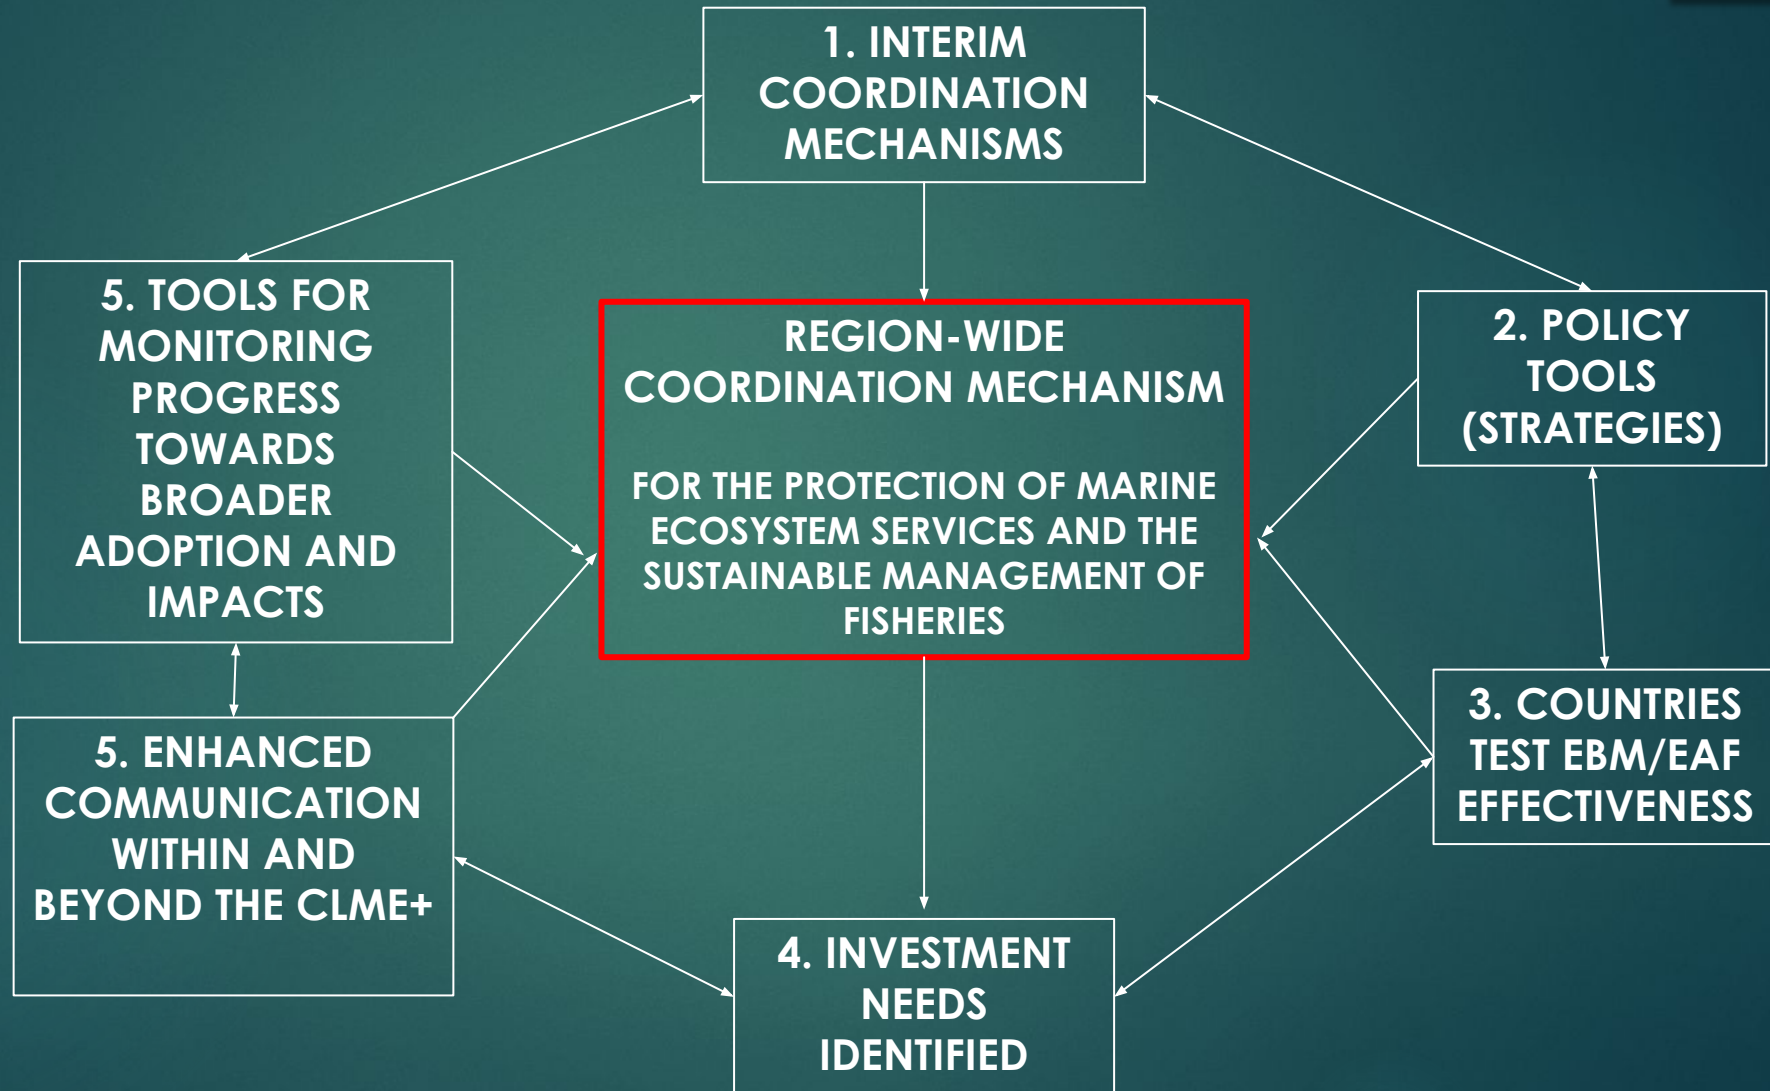 1. INTERIM
COORDINATION
MECHANISMS
5. TOOLS FOR
MONITORING
PROGRESS
TOWARDS
BROADER
ADOPTION AND
IMPACTS
REGION-WIDE
COORDINATION MECHANISM
FOR THE PROTECTION OF MARINE
ECOSYSTEM SERVICES AND THE
SUSTAINABLE MANAGEMENT OF
FISHERIES
2. POLICY
TOOLS
(STRATEGIES)
5. ENHANCED
COMMUNICATION
WITHIN AND
BEYOND THE CLME+
3. COUNTRIES
TEST EBM/EAF
EFFECTIVENESS
4. INVESTMENT
NEEDS
IDENTIFIED